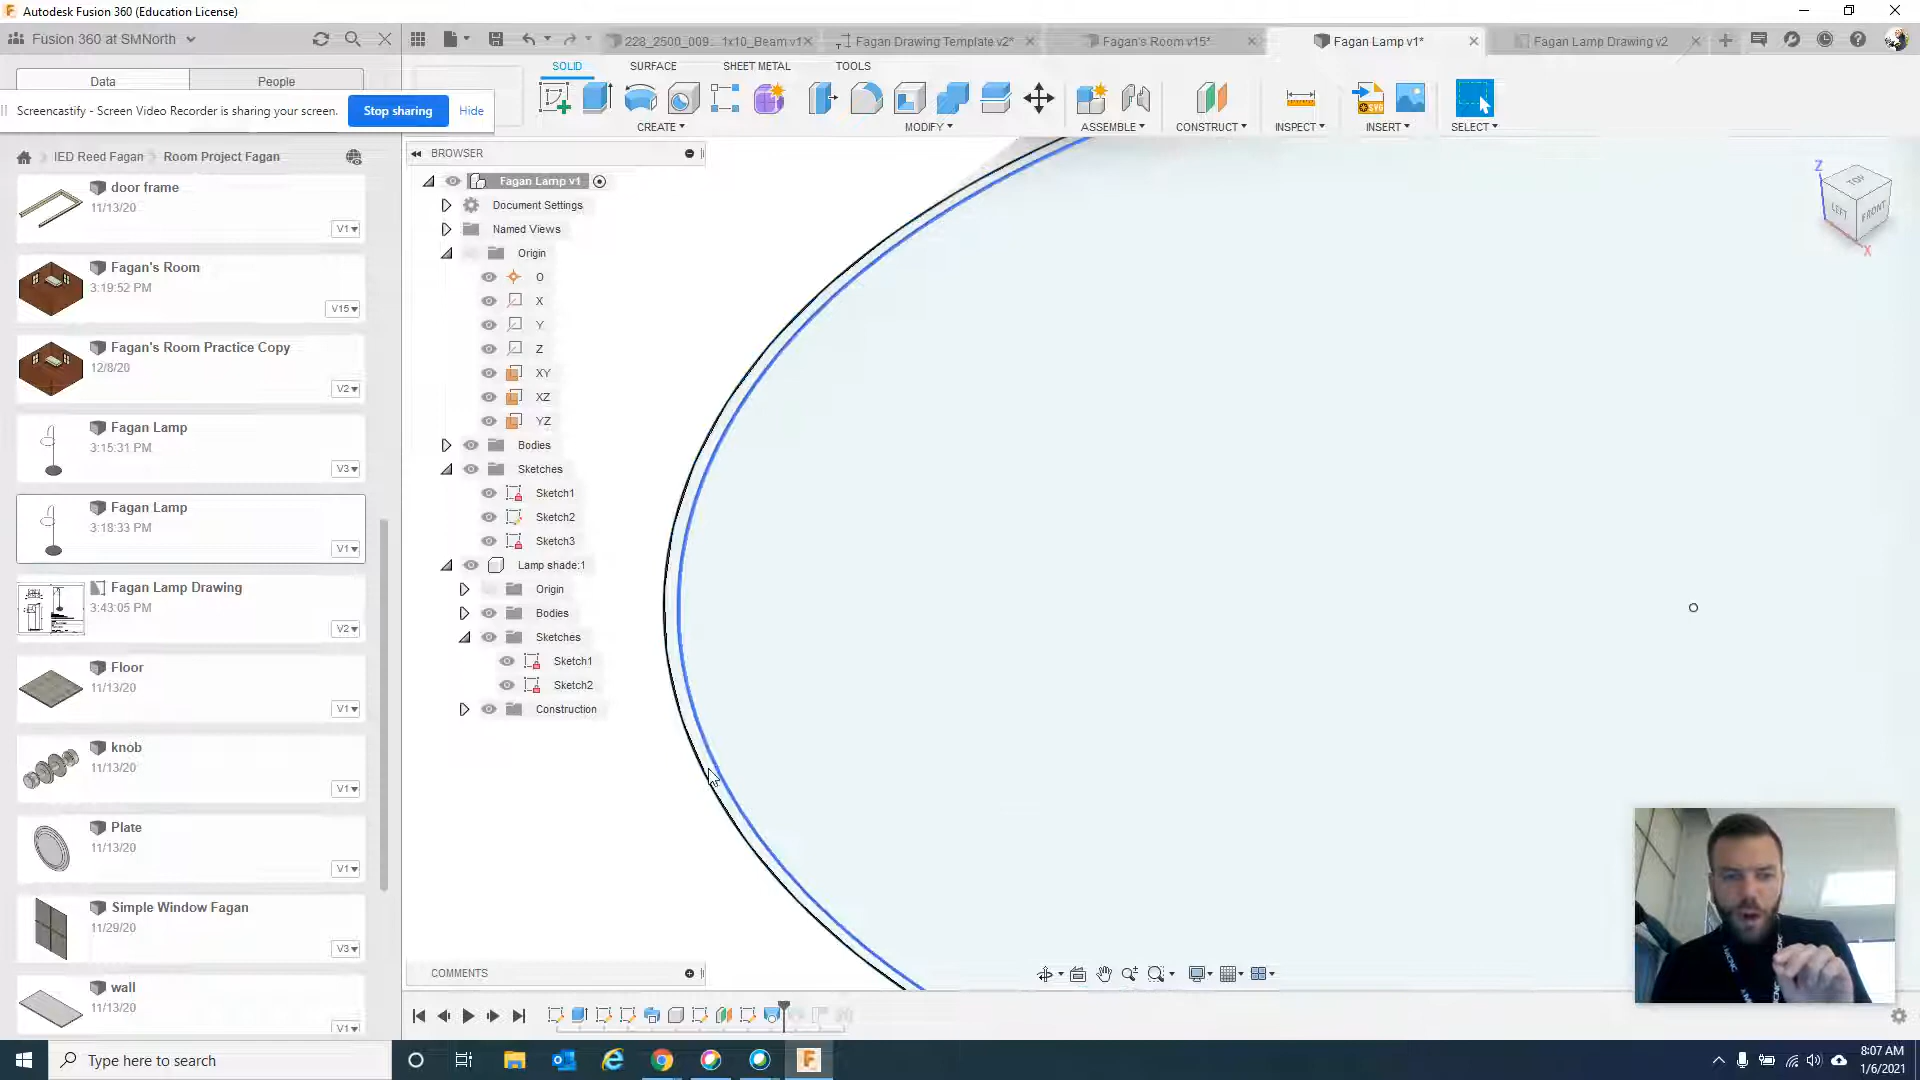 Autodesk Fusion 360 (Education License)
Fusion 360 at SMNorth
228_2500_009... 1x10_Beam v1*
Fagan Drawing Template v2*
Fagan's Room v15*
Fagan Lamp v1*
Fagan Lamp Drawing v2
Data
People
SOLID
SURFACE
SHEET METAL
TOOLS
Screencastify - Screen Video Recorder is sharing your screen.
Stop sharing
Hide
CREATE
MODIFY
ASSEMBLE
CONSTRUCT
INSPECT
INSERT
SELECT
IED Reed Fagan
Room Project Fagan
door frame
11/13/20
V1
Fagan's Room
3:19:52 PM
V15
Fagan's Room Practice Copy
12/8/20
V2
Fagan Lamp
3:15:31 PM
V3
Fagan Lamp
3:18:33 PM
V1
Fagan Lamp Drawing
3:43:05 PM
V2
Floor
11/13/20
V1
knob
11/13/20
V1
Plate
11/13/20
V1
Simple Window Fagan
11/29/20
V3
wall
11/13/20
V1
BROWSER
Fagan Lamp v1
Document Settings
Named Views
Origin
O
X
Y
Z
XY
XZ
YZ
Bodies
Sketches
Sketch1
Sketch2
Sketch3
Lamp shade:1
Origin
Bodies
Sketches
Sketch1
Sketch2
Construction
COMMENTS
Z
TOP
LEFT
FRONT
X
Type here to search
8:07 AM
1/6/2021